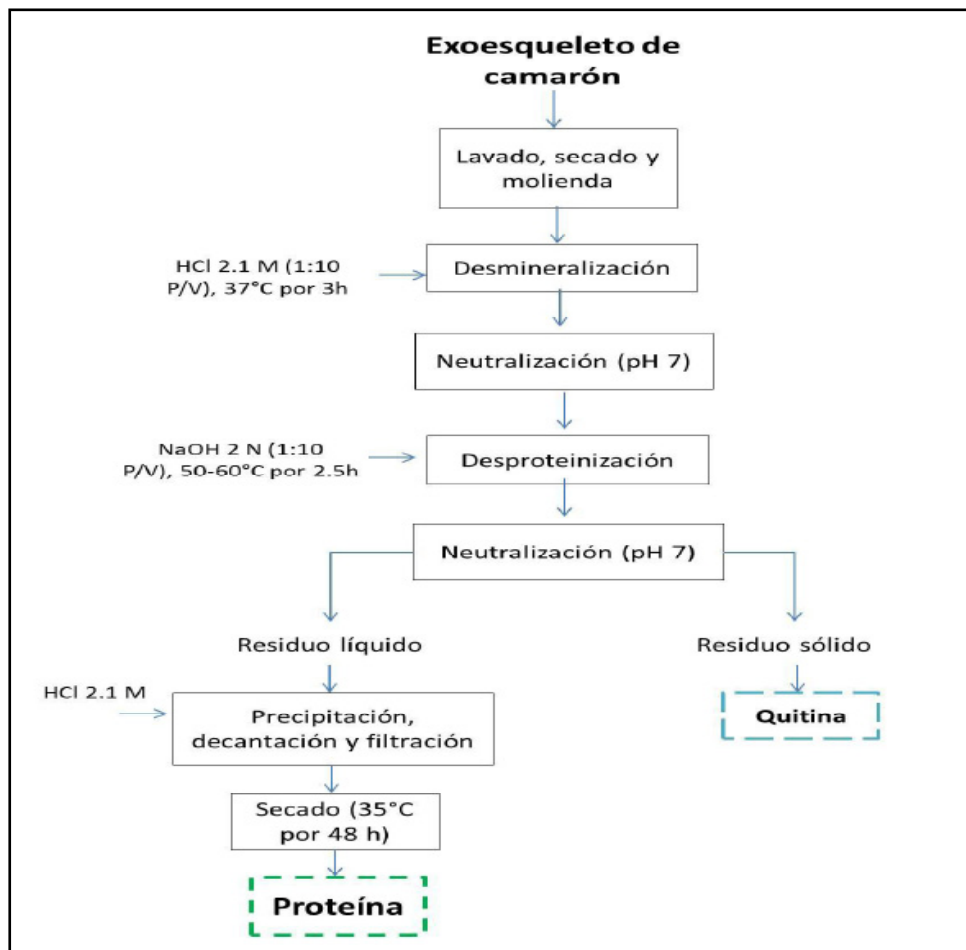 Exoesqueleto de
camarón
Lavado, secado y
molienda
HCl 2.1 M (1:10
P/V), 37°C por 3h
Desmineralización
Neutralización (pH 7)
NaOH 2 N (1:10
P/V), 50-60°C por 2.5h
Desproteinización
Neutralización (pH 7)
Residuo líquido
Residuo sólido
HCl 2.1 M
Precipitación,
decantación y filtración
Quitina
Secado (35°C
por 48 h)
Proteína